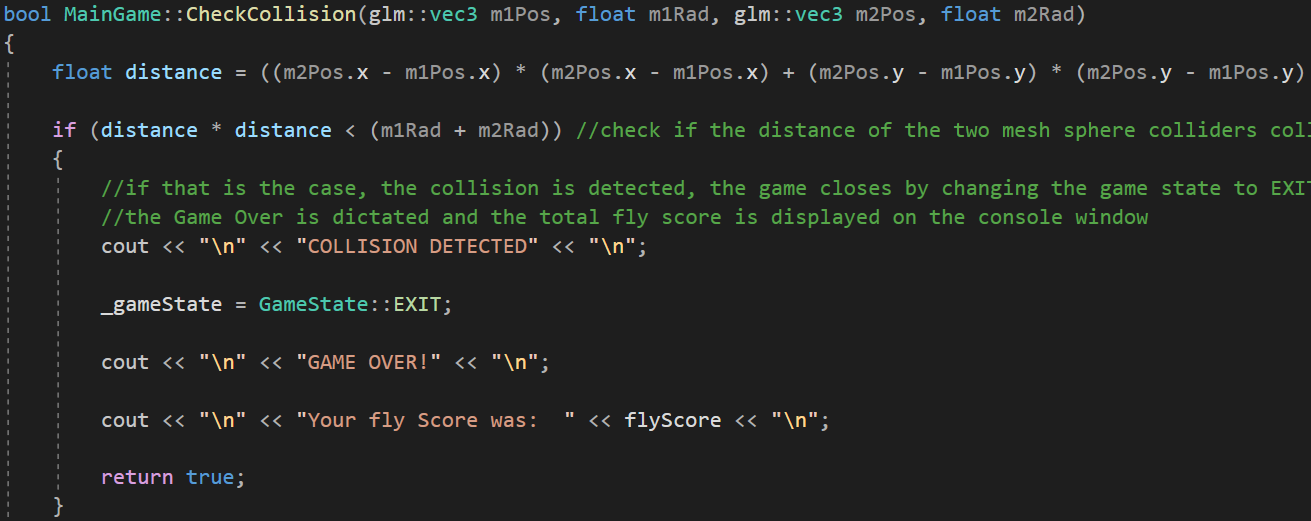 bool MainGame::CheckCollision(glm::vec3 m1Pos, float m1Rad, glm::vec3 m2Pos, float m2Rad)
{
float distance = ((m2Pos.x - m1Pos.x) * (m2Pos.x - m1Pos.x) + (m2Pos.y - m1Pos.y) * (m2Pos.y - m1Pos.y)
if (distance * distance < (m1Rad + m2Rad)) //check if the distance of the two mesh sphere colliders
{
//if that is the case, the collision is detected, the game closes by changing the game state to EXIT
//the Game Over is dictated and the total fly score is displayed on the console window
cout << "\n" << "COLLISION DETECTED" << "\n";
_gameState = GameState::EXIT;
cout << "\n" << "GAME OVER!" << "\n";
cout << "\n" << "Your fly Score was:  " << flyScore << "\n";
return true;
}